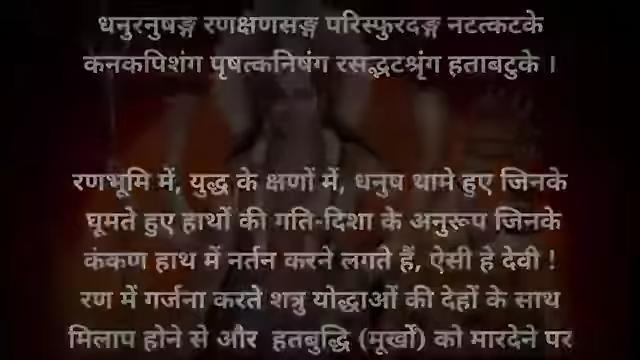 धनुरनुषङ्ग रणक्षणसङ्ग परिस्फुरदङ्ग नटत्कटके
कनकपिशंग पृषत्कनिषंग रसद्भटश्रृंग हताबटुके ।
रणभूमि में, युद्ध के क्षणों में, धनुष थामे हुए जिनके
घूमते हुए हाथों की गति-दिशा के अनुरूप जिनके
कंकण हाथ में नर्तन करने लगते हैं, ऐसी हे देवी !
रण में गर्जना करते शत्रु योद्धाओं की देहों के साथ
मिलाप होने से और हतबुद्धि (मूर्खों) को मारदेने पर